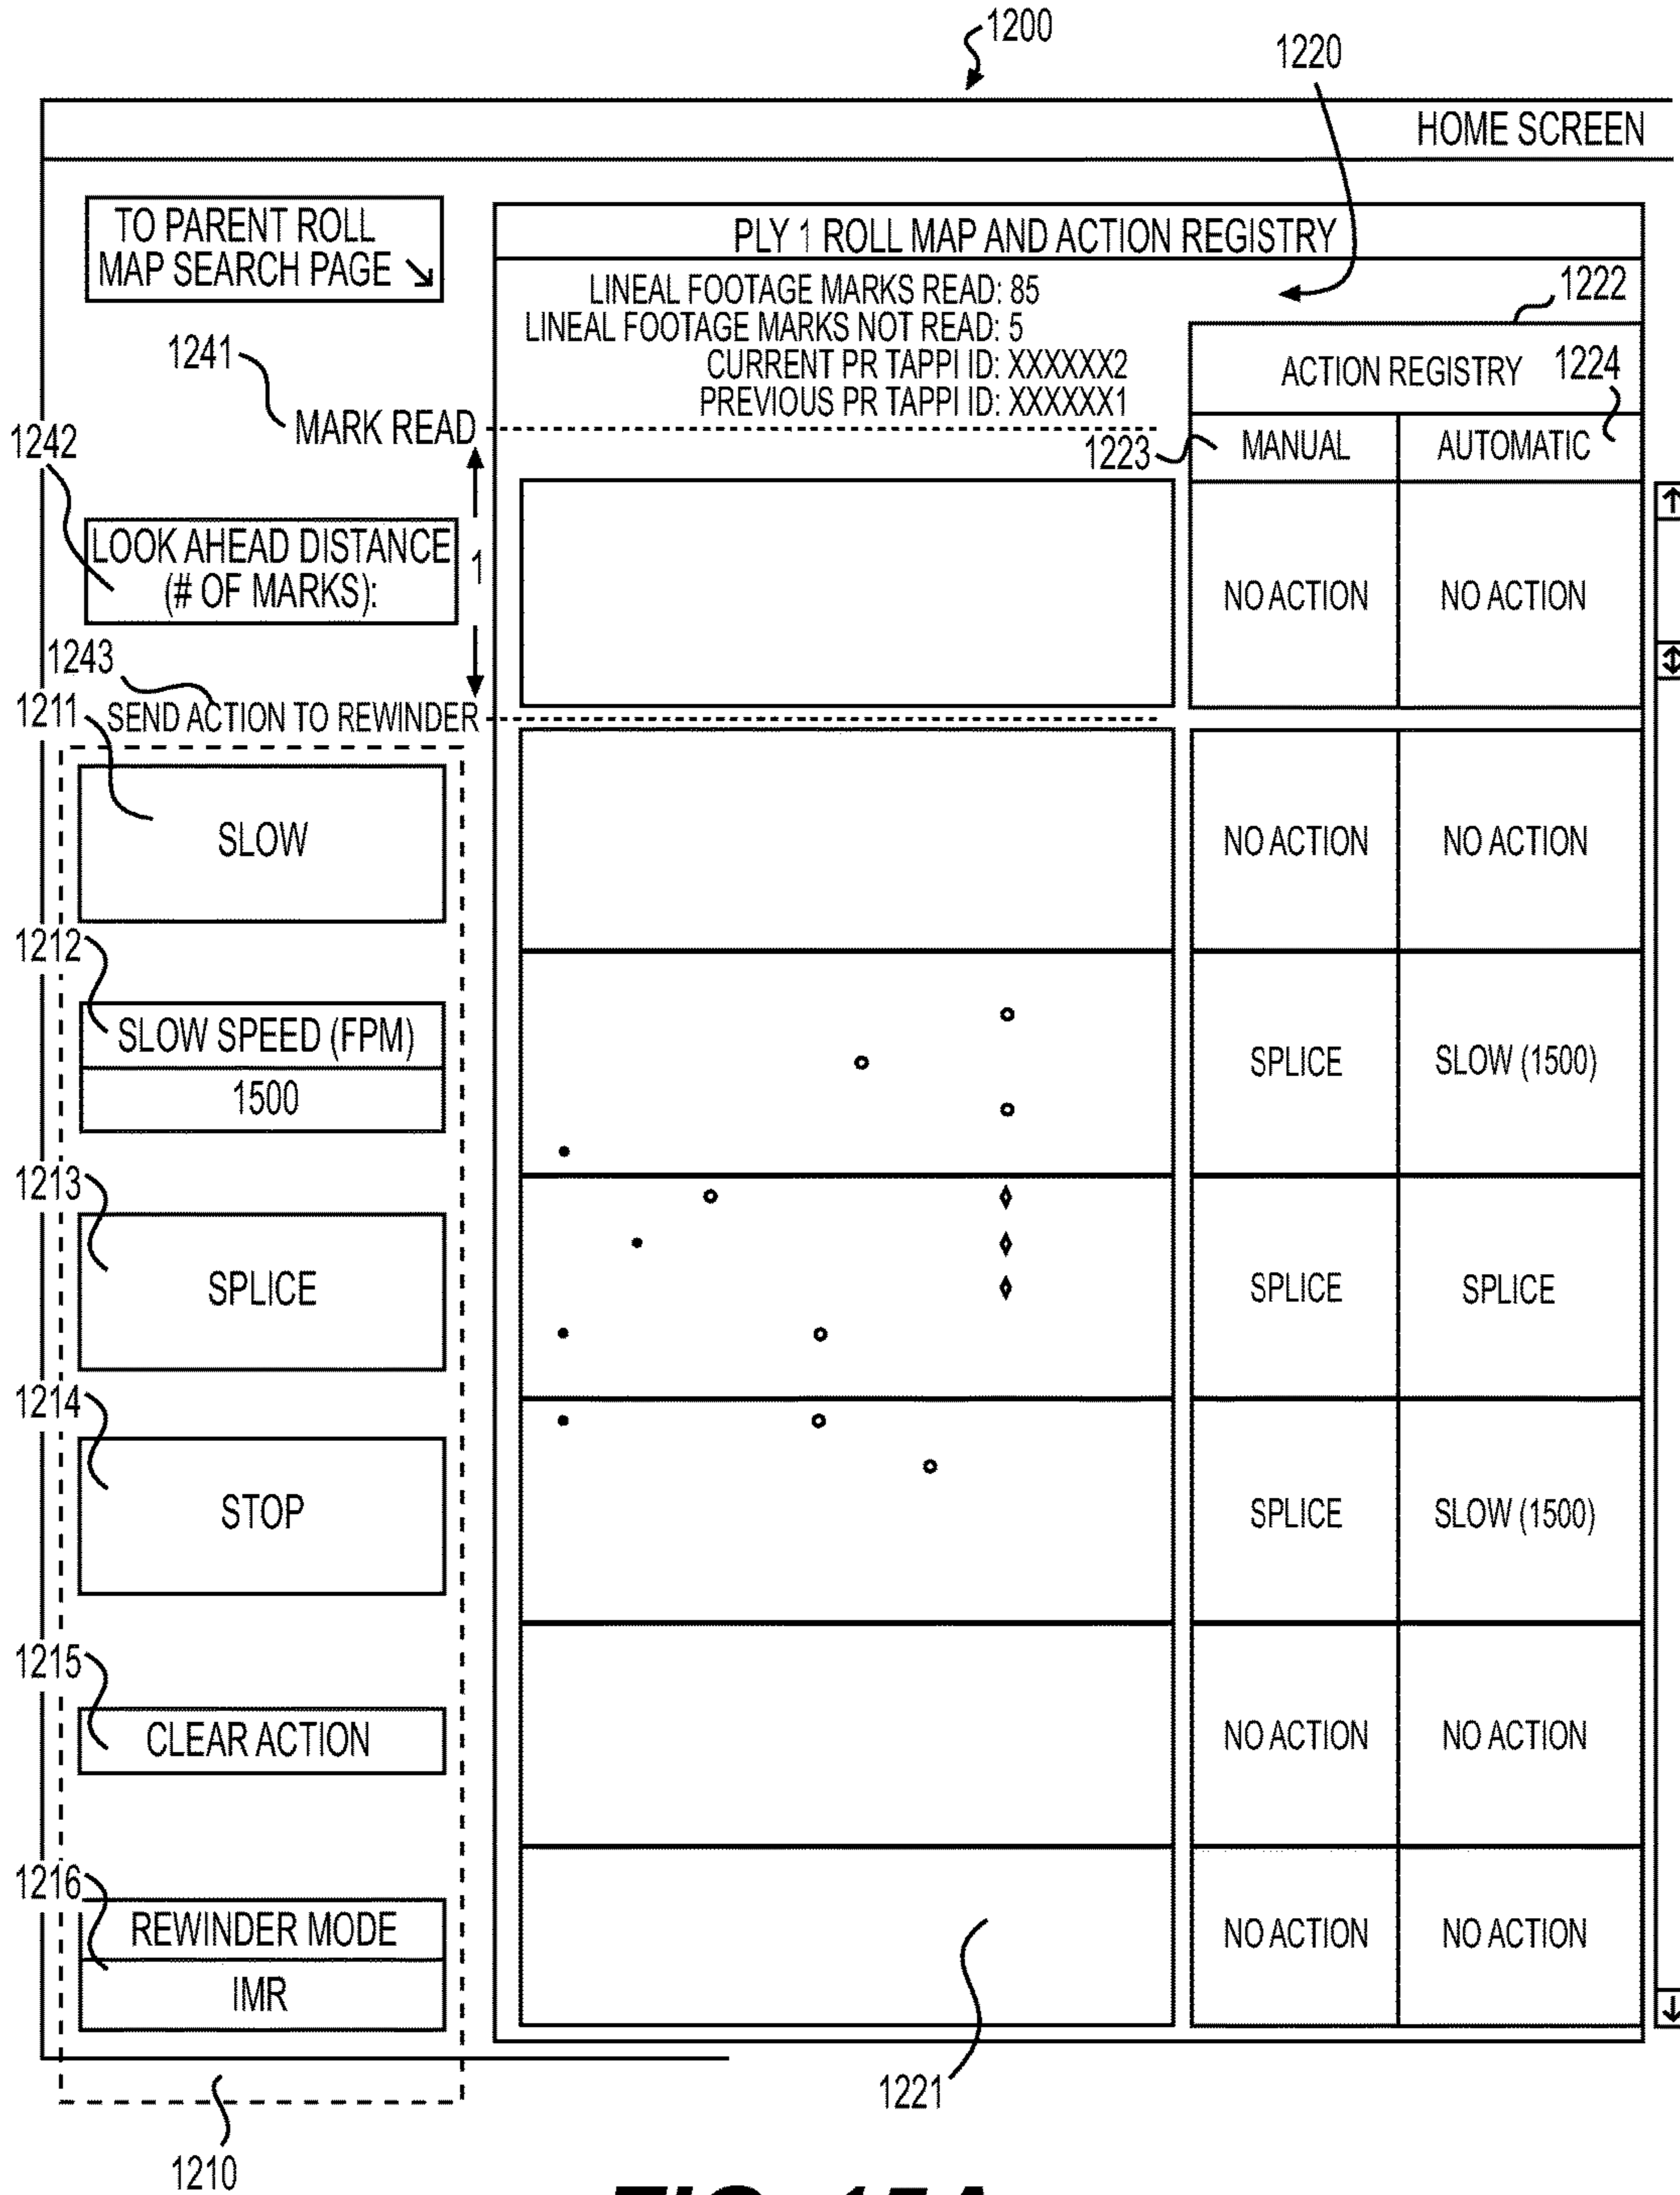 1200
1220
HOME SCREEN
TO PARENT ROLL
MAP SEARCH PAGE ↘
PLY 1 ROLL MAP AND ACTION REGISTRY
LINEAL FOOTAGE MARKS READ: 85
LINEAL FOOTAGE MARKS NOT READ: 5
CURRENT PR TAPPI ID: XXXXXX2
PREVIOUS PR TAPPI ID: XXXXXX1
1222
ACTION REGISTRY
1224
1241
MARK READ
1242
1223
MANUAL
AUTOMATIC
LOOK AHEAD DISTANCE
(# OF MARKS):
1
NO ACTION
NO ACTION
1243
SEND ACTION TO REWINDER
1211
SLOW
NO ACTION
NO ACTION
1212
SLOW SPEED (FPM)
1500
SPLICE
SLOW (1500)
1213
SPLICE
SPLICE
SPLICE
1214
STOP
SPLICE
SLOW (1500)
1215
CLEAR ACTION
NO ACTION
NO ACTION
1216
REWINDER MODE
IMR
NO ACTION
NO ACTION
1221
1210
FIG. 15A